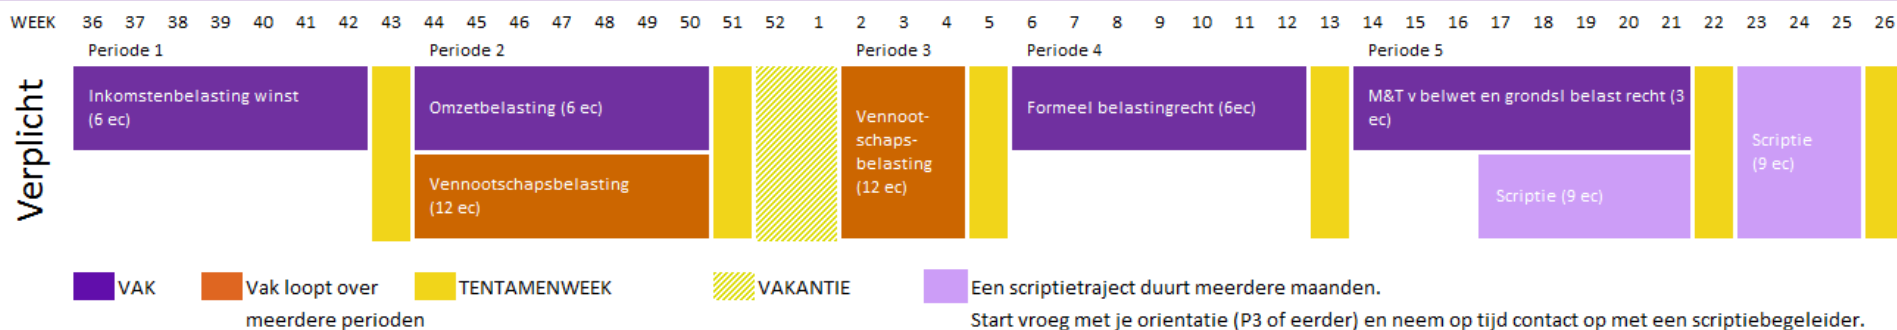 WEEK 36 37 38 39 40 41 42 43 44 45 46 47 48 49 50 51 52 1 2 3 4 5 6 7 8 9 10 11 12 13 14 15 16 17 18 19 20 21 22 23 24 25 26
Periode 1 Periode 2 Periode 3 Periode 4 Periode 5
Verplicht
Inkomstenbelasting winst
(6 ec)
Omzetbelasting (6 ec)
Vennootschapsbelasting
(12 ec)
Vennoot-
schaps-
belasting
(12 ec)
Formeel belastingrecht (6ec)
M&T v belwet en grondsl belast recht (3
ec)
Scriptie (9 ec)
Scriptie
(9 ec)
VAK
Vak loopt over
meerdere perioden
TENTAMENWEEK
VAKANTIE
Een scriptietraject duurt meerdere maanden.
Start vroeg met je orientatie (P3 of eerder) en neem op tijd contact op met een scriptiebegeleider.